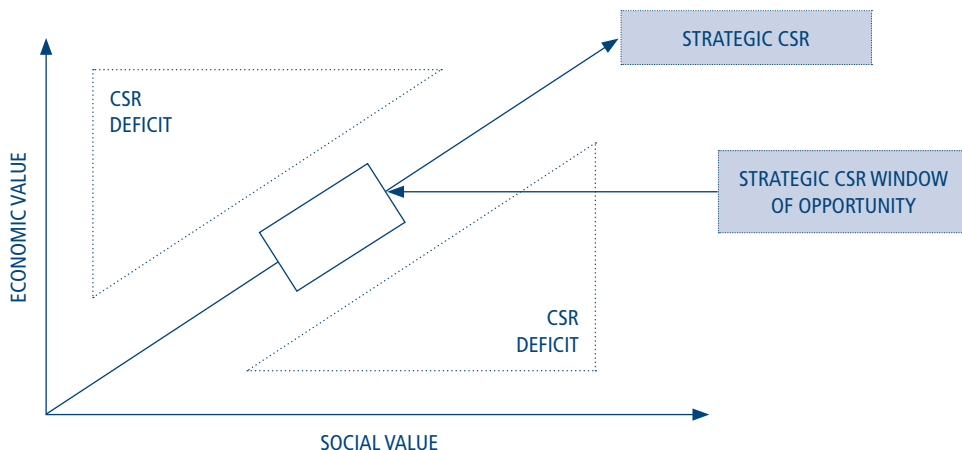 STRATEGIC CSR
CSR
DEFICIT
STRATEGIC CSR WINDOW
OF OPPORTUNITY
ECONOMIC VALUE
CSR
DEFICIT
SOCIAL VALUE